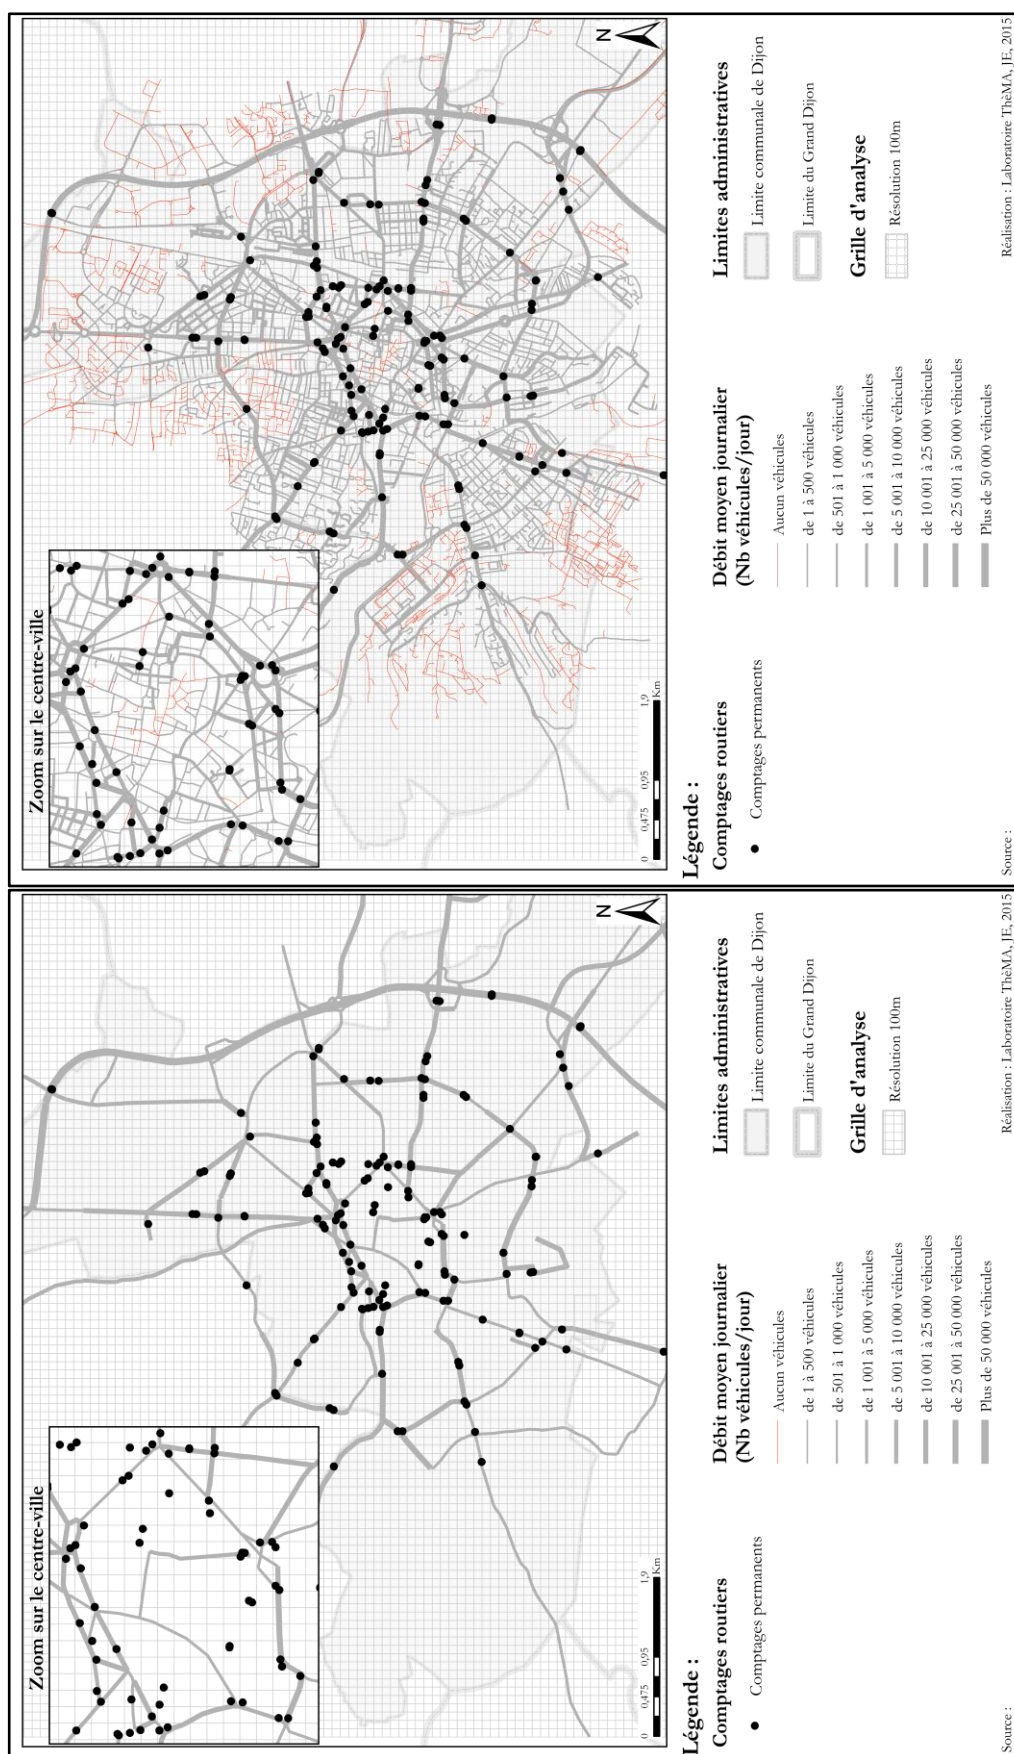 Zoom sur le centre-ville
N
0 0,475 0,95 1,9
Km
Légende :
Comptages routiers
Comptages permanents
Débit moyen journalier
(Nb véhicules/jour)
Aucun véhicules
de 1 à 500 véhicules
de 501 à 1 000 véhicules
de 1 001 à 5 000 véhicules
de 5 001 à 10 000 véhicules
de 10 001 à 25 000 véhicules
de 25 001 à 50 000 véhicules
Plus de 50 000 véhicules
Limites administratives
Limite communale de Dijon
Limite du Grand Dijon
Grille d'analyse
Résolution 100m
Source :
Réalisation : Laboratoire ThéMA, JE, 2015
Zoom sur le centre-ville
N
0 0,475 0,95 1,9
Km
Légende :
Comptages routiers
Comptages permanents
Débit moyen journalier
(Nb véhicules/jour)
Aucun véhicules
de 1 à 500 véhicules
de 501 à 1 000 véhicules
de 1 001 à 5 000 véhicules
de 5 001 à 10 000 véhicules
de 10 001 à 25 000 véhicules
de 25 001 à 50 000 véhicules
Plus de 50 000 véhicules
Limites administratives
Limite communale de Dijon
Limite du Grand Dijon
Grille d'analyse
Résolution 100m
Source :
Réalisation : Laboratoire ThéMA, JE, 2015